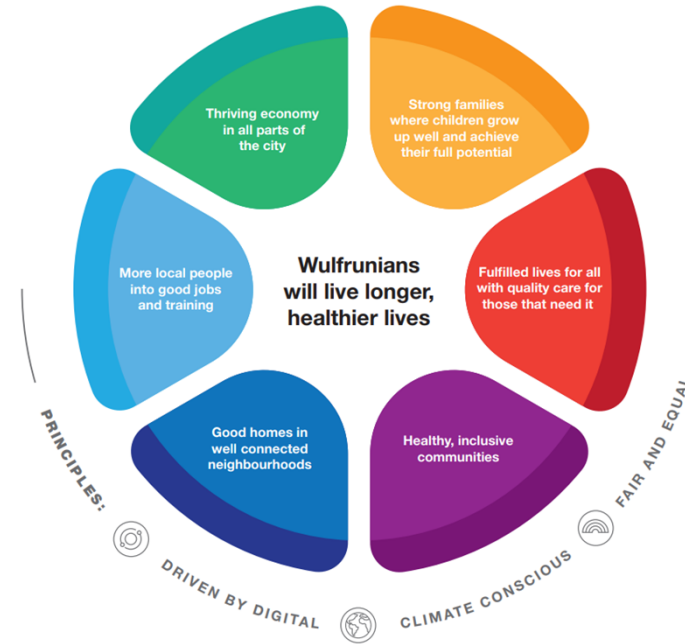 Thriving economy
in all parts of
the city
Strong families
where children grow
up well and achieve
their full potential
More local people
into good jobs
and training
Wulfrunians
will live longer,
healthier lives
Fulfilled lives for all
with quality care for
those that need it
Good homes in
well connected
neighbourhoods
Healthy, inclusive
communities
PRINCIPLES:
DRIVEN BY DIGITAL
CLIMATE CONSCIOUS
FAIR AND EQUAL